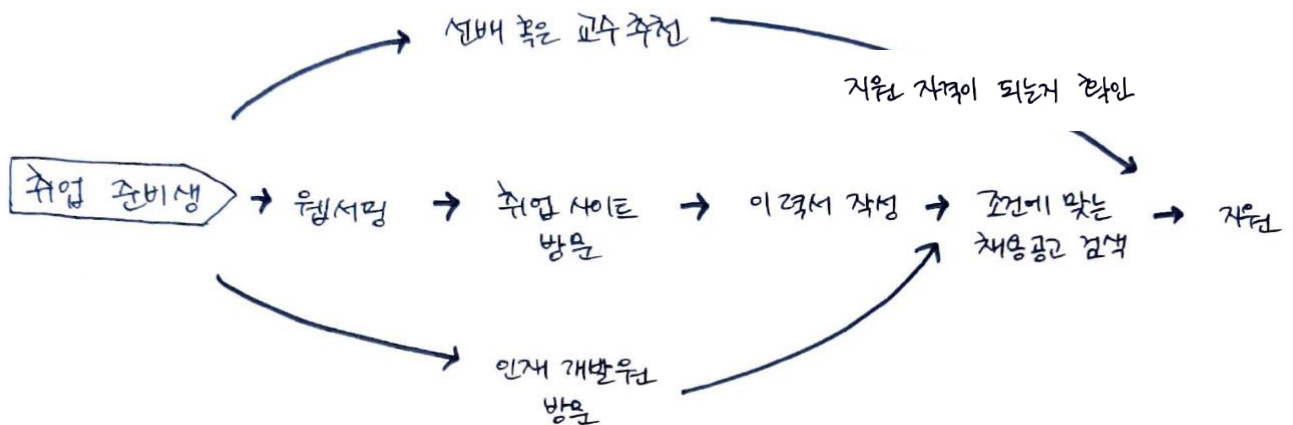 선배 혹은 교수 추천
지원 자격이 되는지 확인
취업 준비생
웹서핑
취업 사이트
방문
이력서 작성
조건에 맞는
채용공고 검색
지원
인재 개발원
방문